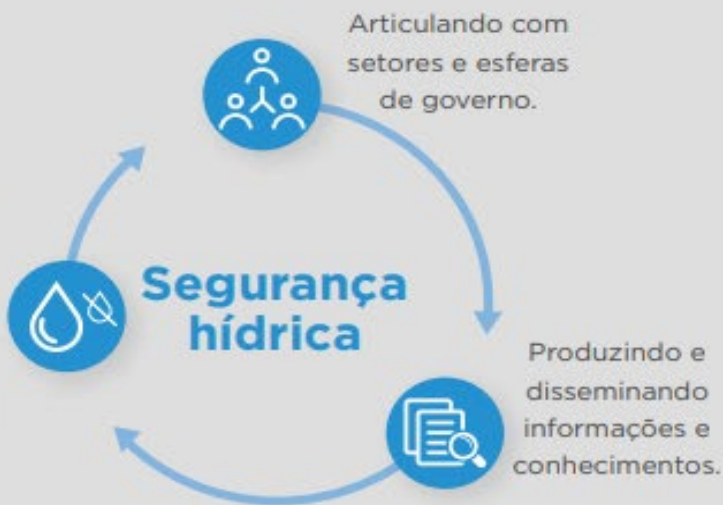 Articulando com
setores e esferas
de governo.
Segurança
hídrica
Produzindo e
disseminando
informações e
conhecimentos.